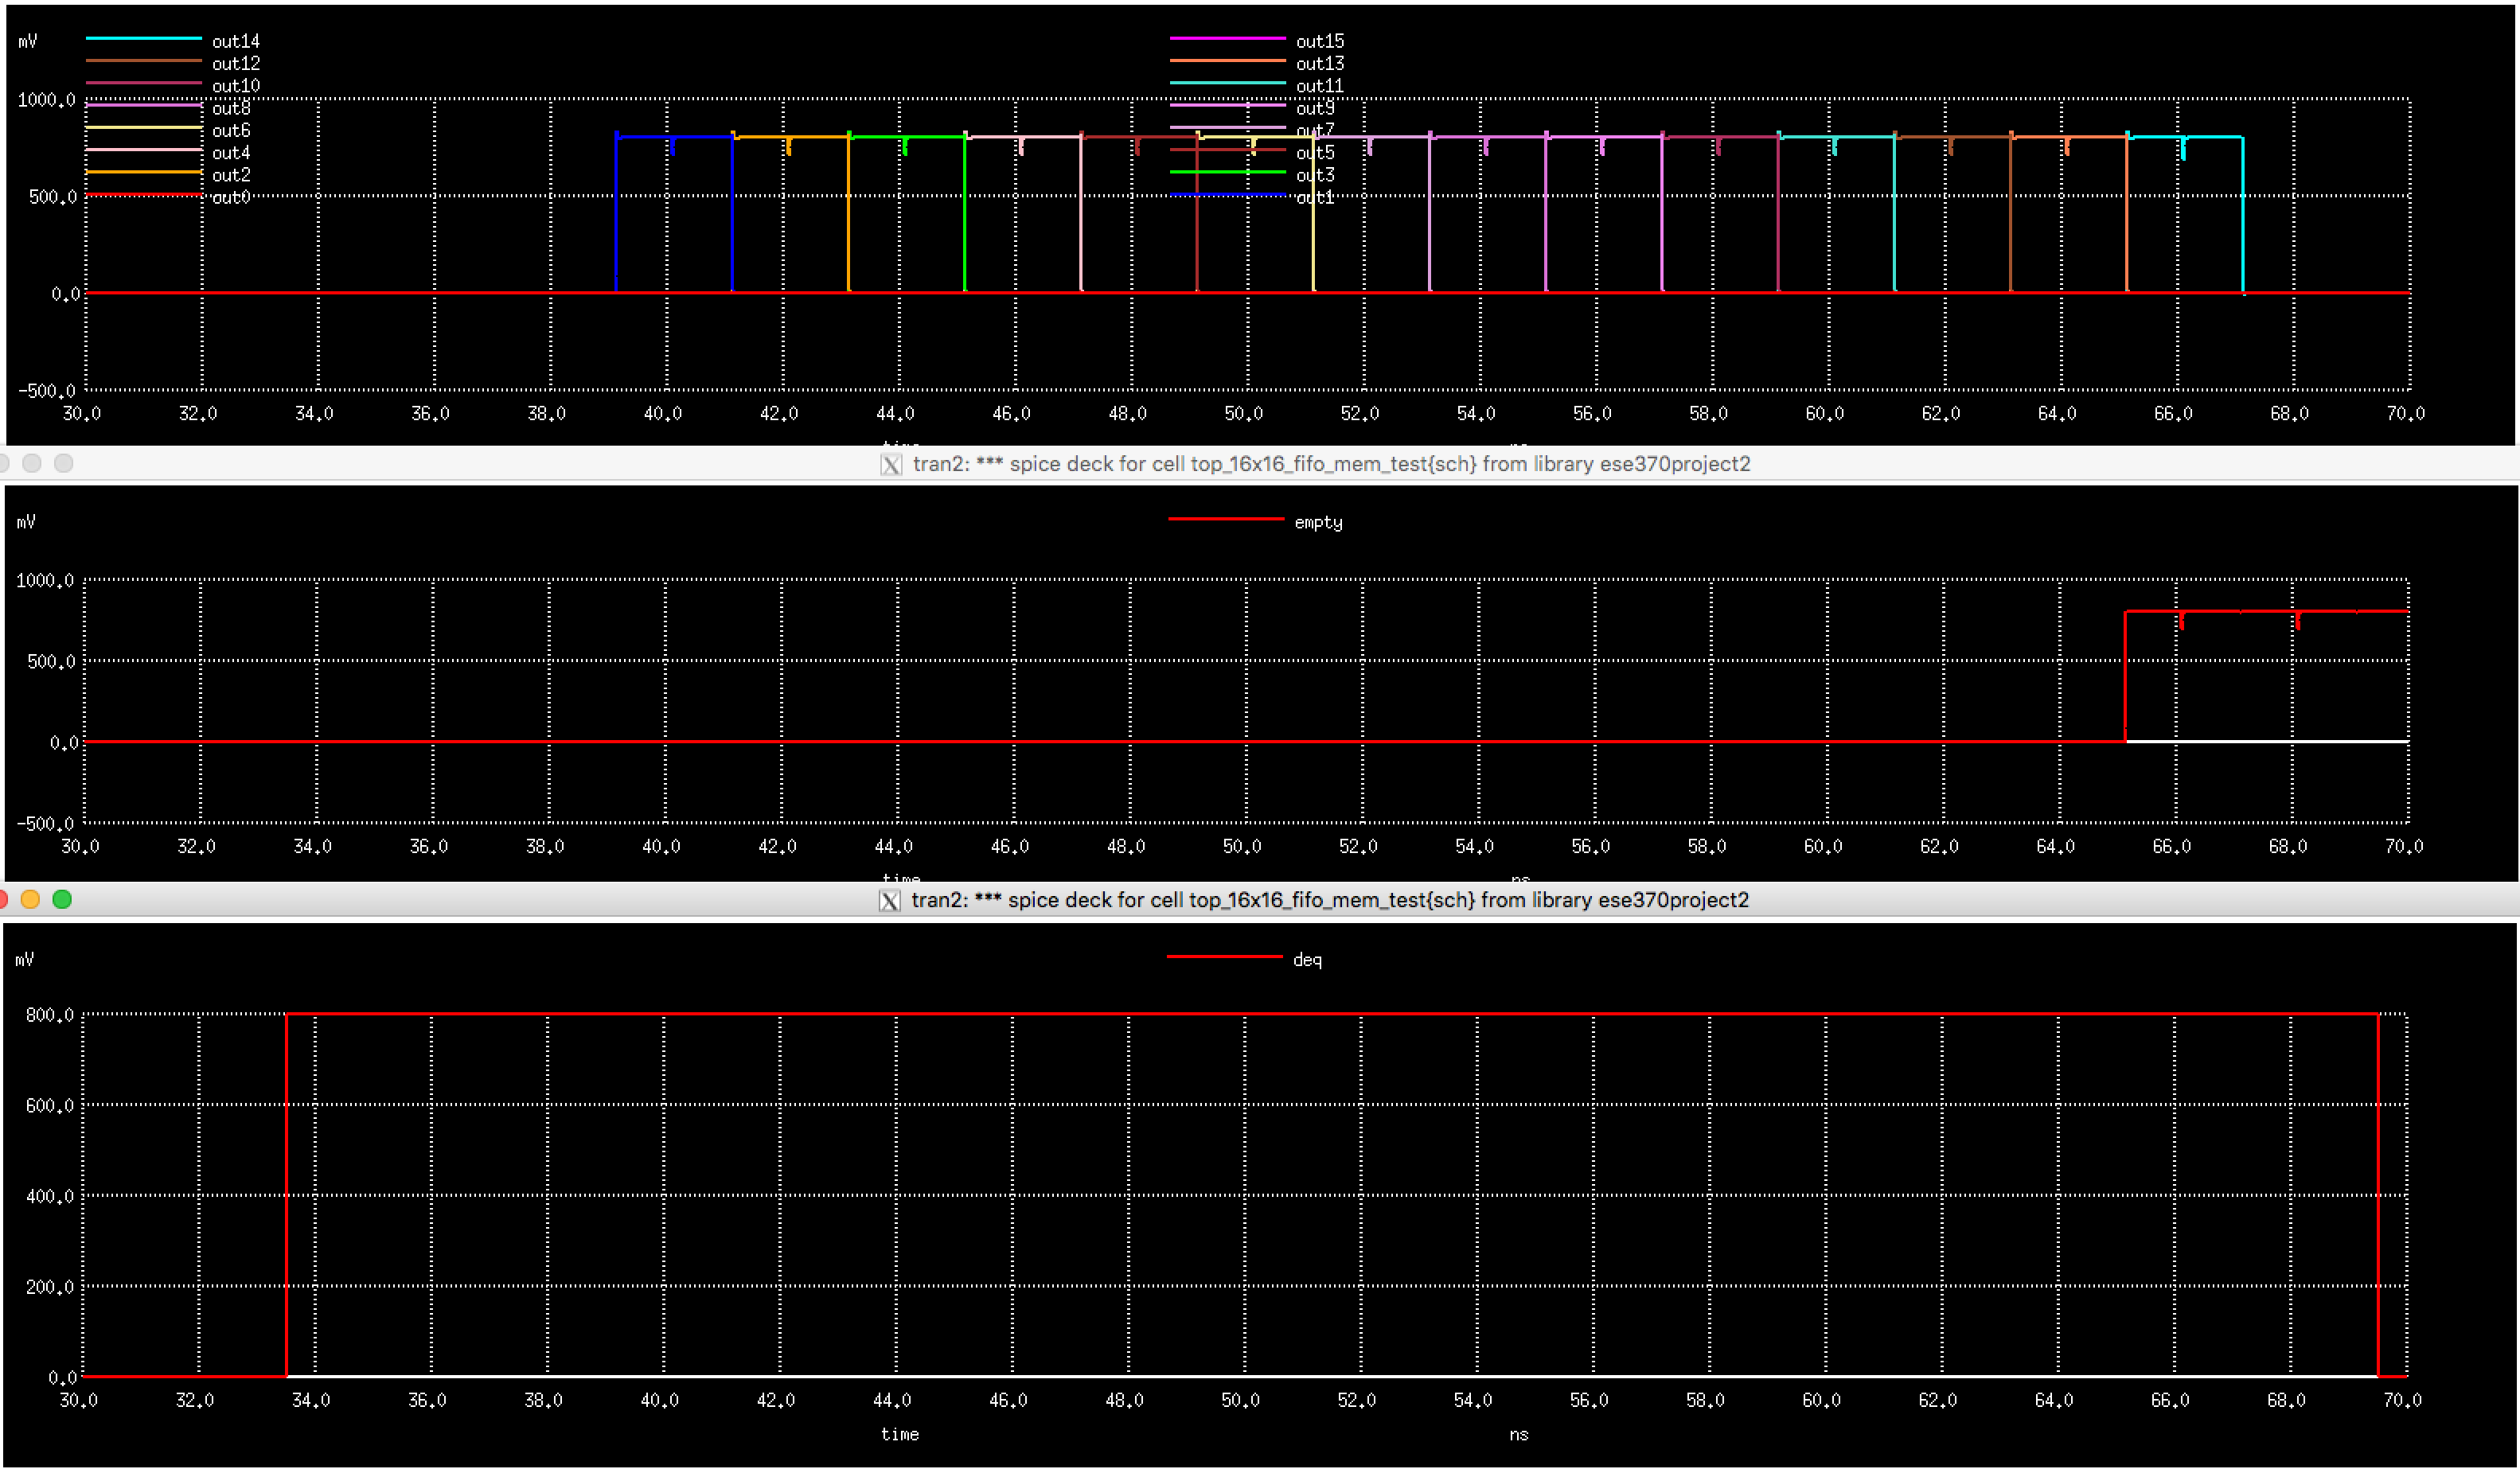 mV
out14
out12
out10
out8
out6
out4
out2
out0
out15
out13
out11
out9
out7
out5
out3
out1
1000.0
500.0
0.0
-500.0
30.0 32.0 34.0 36.0 38.0 40.0 42.0 44.0 46.0 48.0 50.0 52.0 54.0 56.0 58.0 60.0 62.0 64.0 66.0 68.0 70.0
time ns
tran2: *** spice deck for cell top_16x16_fifo_mem_test{sch} from library ese370project2
mV
empty
1000.0
500.0
0.0
-500.0
30.0 32.0 34.0 36.0 38.0 40.0 42.0 44.0 46.0 48.0 50.0 52.0 54.0 56.0 58.0 60.0 62.0 64.0 66.0 68.0 70.0
time ns
tran2: *** spice deck for cell top_16x16_fifo_mem_test{sch} from library ese370project2
mV
deq
800.0
600.0
400.0
200.0
0.0
30.0 32.0 34.0 36.0 38.0 40.0 42.0 44.0 46.0 48.0 50.0 52.0 54.0 56.0 58.0 60.0 62.0 64.0 66.0 68.0 70.0
time ns